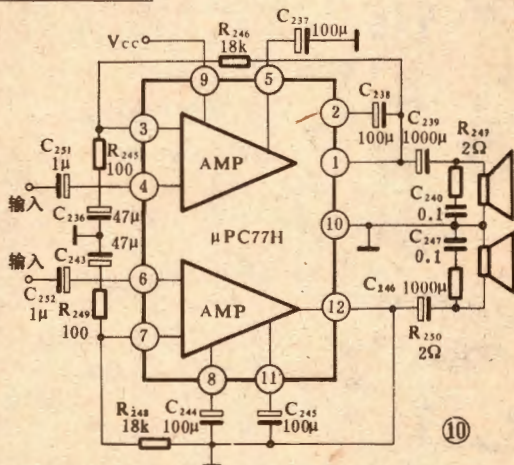 C237
100μ
R246
18k
Vcc
9
5
2
C238
100μ
C239
1000μ
R247
2Ω
3
C251
1μ
R245
100
4
AMP
1
输入
C236
47μ
C240
0.1
10
μPC77H
C247
0.1
47μ
输入
C243
6
C246
1000μ
C252
1μ
R249
100
AMP
12
7
R250
2Ω
8
11
R248
18k
C244
100μ
C245
100μ
⑩